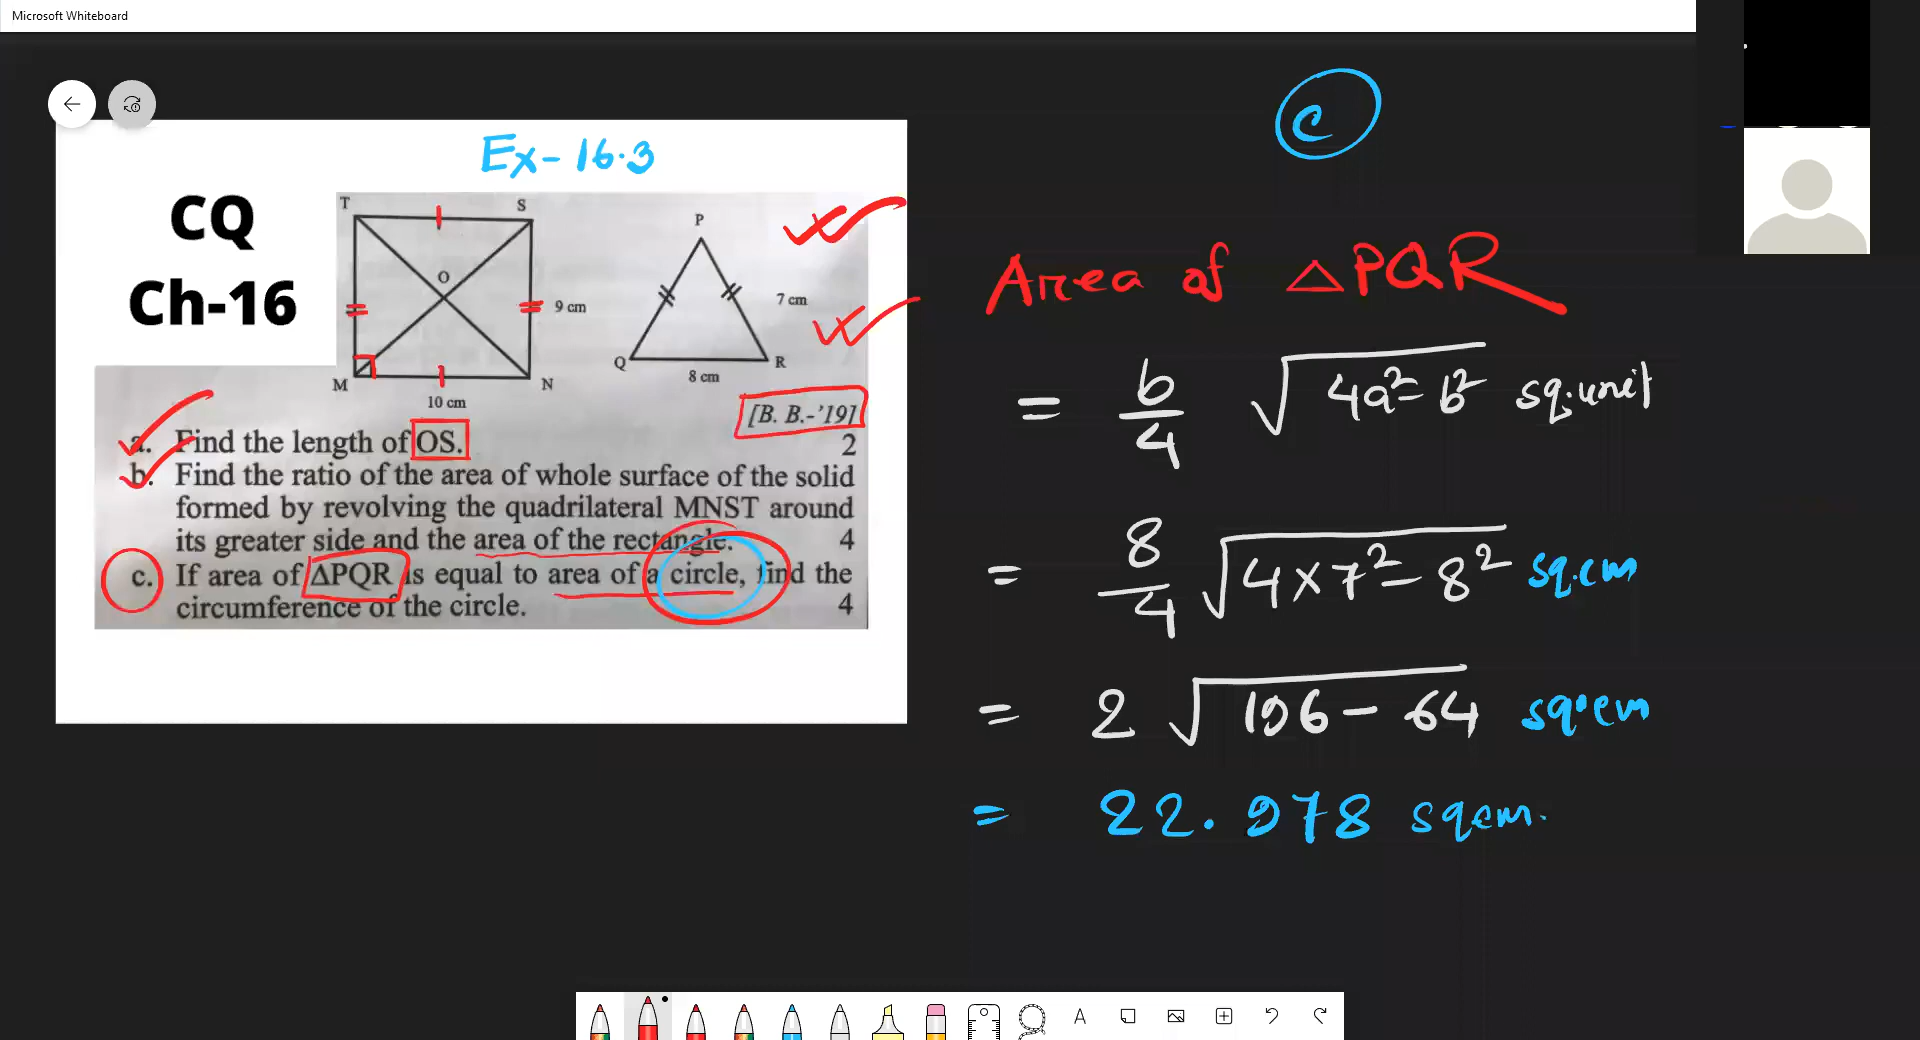 Microsoft Whiteboard
Ex-16.3
CQ
Ch-16
T
S
O
9 cm
M
N
10 cm
P
7 cm
Q
R
8 cm
[B. B.-'19]
a. Find the length of OS. 2
b. Find the ratio of the area of whole surface of the solid
formed by revolving the quadrilateral MNST around
its greater side and the area of the rectangle. 4
c. If area of ΔPQR is equal to area of a circle, find the
circumference of the circle. 4
c
Area of △PQR
= b/4 √4a²-b² sq.unit
= 8/4 √4×7²-8² sq.cm
= 2 √196-64 sq.cm
= 22.978 sqcm.
A